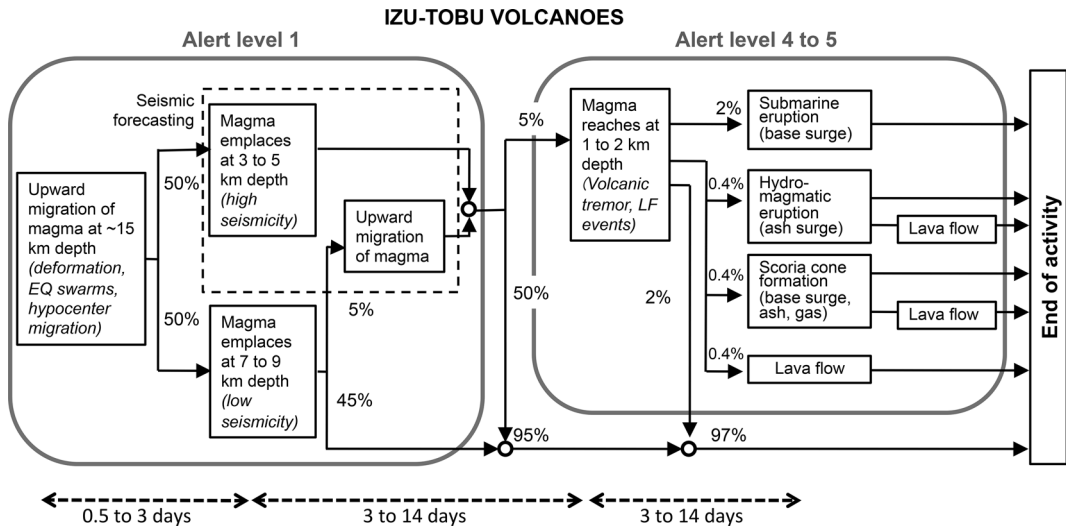 IZU-TOBU VOLCANOES
Alert level 1
Alert level 4 to 5
Seismic
forecasting
Upward
migration of
magma at ~15
km depth
(deformation,
EQ swarms,
hypocenter
migration)
50%
50%
Magma
emplaces
at 3 to 5
km depth
(high
seismicity)
Magma
emplaces
at 7 to 9
km depth
(low
seismicity)
Upward
migration
of magma
5%
45%
5%
50%
95%
Magma
reaches at
1 to 2 km
depth
(Volcanic
tremor, LF
events)
2%
2%
0.4%
0.4%
0.4%
97%
Submarine
eruption
(base surge)
Hydro-
magmatic
eruption
(ash surge)
Lava flow
Scoria cone
formation
(base surge,
ash, gas)
Lava flow
Lava flow
End of activity
0.5 to 3 days
3 to 14 days
3 to 14 days